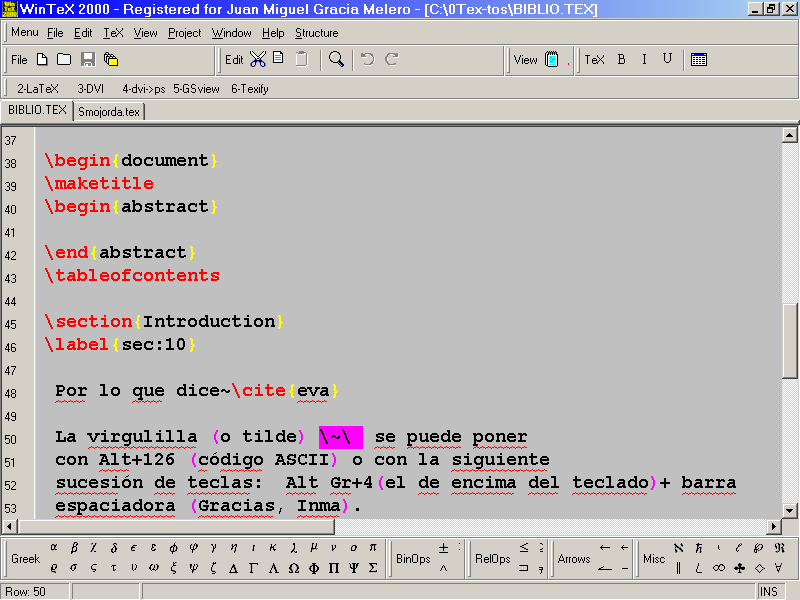 WinTeX 2000 - Registered for Juan Miguel Gracia Melero - [C:\0Tex-tos\BIBLIO.TEX]
Menu File Edit TeX View Project Window Help Structure
File Edit View TeX B I U
2-LaTeX 3-DVI 4-dvi->ps 5-GSview 6-Texify
BIBLIO.TEX Smojorda.tex
37
38 \begin{document}
39 \maketitle
40 \begin{abstract}
41
42 \end{abstract}
43 \tableofcontents
44
45 \section{Introduction}
46 \label{sec:10}
47
48 Por lo que dice~\cite{eva}
49
50 La virgulilla (o tilde) \~\ se puede poner
51 con Alt+126 (código ASCII) o con la siguiente
52 sucesión de teclas: Alt Gr+4(el de encima del teclado)+ barra
53 espaciadora (Gracias, Inma).
Greek α β χ δ ϵ ε ϕ φ γ η ι κ λ μ ν ο π BinOps ± RelOps ≤ Arrows ← ← Misc ℵ ℏ ı ℓ ℘ ℜ
ϱ σ ς τ υ ω ξ ψ ζ Δ Γ Λ Ω Φ Π Ψ Σ ∧ ⊐ ∥ ∠ ∞ ♣ ◇ ∀
Row: 50 INS